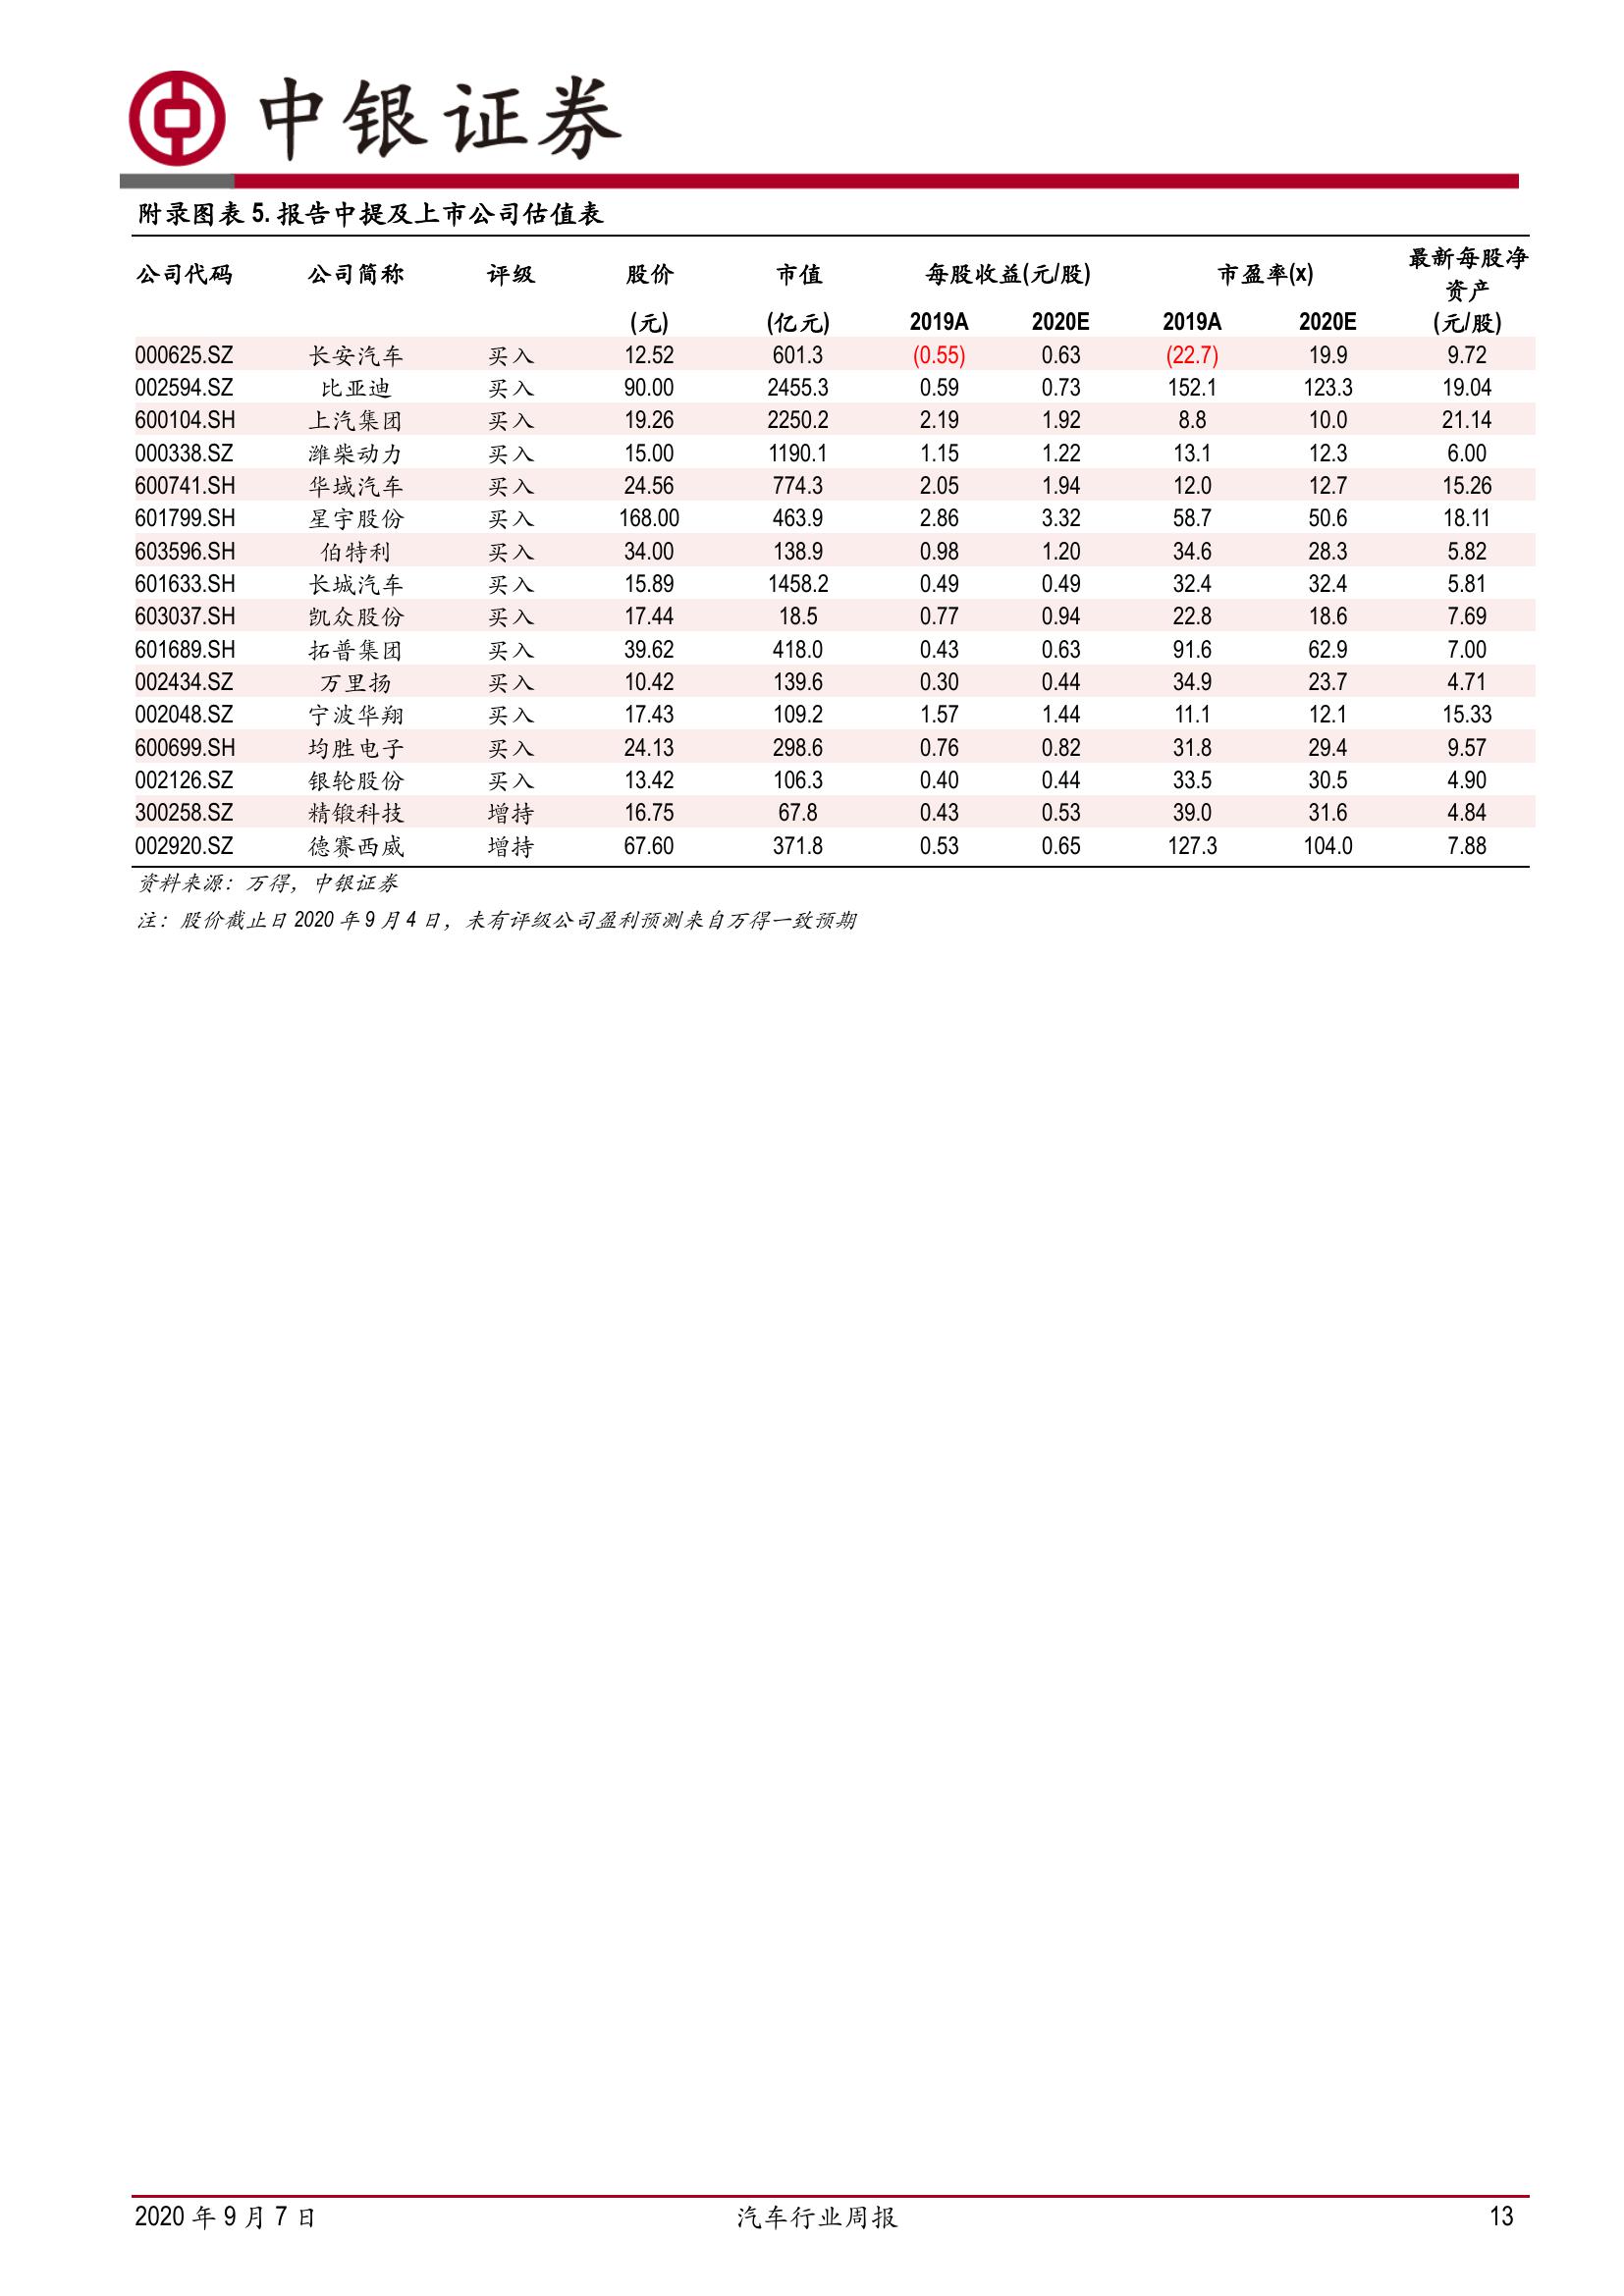 中银证券
附录图表 5. 报告中提及上市公司估值表
公司代码 公司简称 评级 股价 市值 每股收益(元/股) 市盈率(x) 最新每股净
资产
(元) (亿元) 2019A 2020E 2019A 2020E (元/股)
000625.SZ 长安汽车 买入 12.52 601.3 (0.55) 0.63 (22.7) 19.9 9.72
002594.SZ 比亚迪 买入 90.00 2455.3 0.59 0.73 152.1 123.3 19.04
600104.SH 上汽集团 买入 19.26 2250.2 2.19 1.92 8.8 10.0 21.14
000338.SZ 潍柴动力 买入 15.00 1190.1 1.15 1.22 13.1 12.3 6.00
600741.SH 华域汽车 买入 24.56 774.3 2.05 1.94 12.0 12.7 15.26
601799.SH 星宇股份 买入 168.00 463.9 2.86 3.32 58.7 50.6 18.11
603596.SH 伯特利 买入 34.00 138.9 0.98 1.20 34.6 28.3 5.82
601633.SH 长城汽车 买入 15.89 1458.2 0.49 0.49 32.4 32.4 5.81
603037.SH 凯众股份 买入 17.44 18.5 0.77 0.94 22.8 18.6 7.69
601689.SH 拓普集团 买入 39.62 418.0 0.43 0.63 91.6 62.9 7.00
002434.SZ 万里扬 买入 10.42 139.6 0.30 0.44 34.9 23.7 4.71
002048.SZ 宁波华翔 买入 17.43 109.2 1.57 1.44 11.1 12.1 15.33
600699.SH 均胜电子 买入 24.13 298.6 0.76 0.82 31.8 29.4 9.57
002126.SZ 银轮股份 买入 13.42 106.3 0.40 0.44 33.5 30.5 4.90
300258.SZ 精锻科技 增持 16.75 67.8 0.43 0.53 39.0 31.6 4.84
002920.SZ 德赛西威 增持 67.60 371.8 0.53 0.65 127.3 104.0 7.88
资料来源：万得，中银证券
注：股价截止日 2020 年 9 月 4 日，未有评级公司盈利预测来自万得一致预期
2020 年 9 月 7 日 汽车行业周报 13